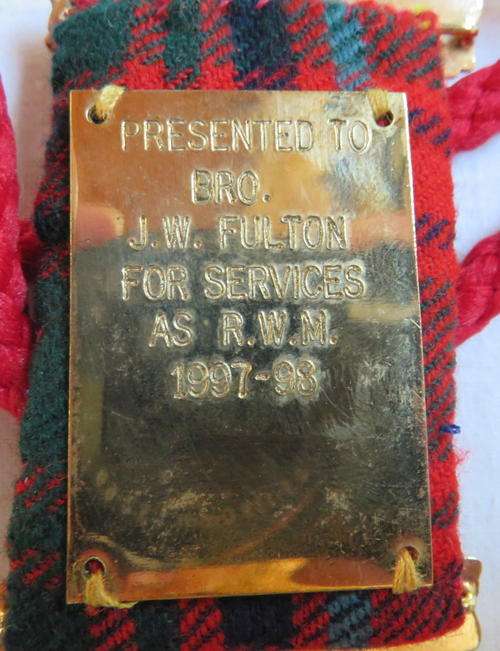 PRESENTED TO
BRO.
J.W. FULTON
FOR SERVICES
AS R.W.M.
1997-98